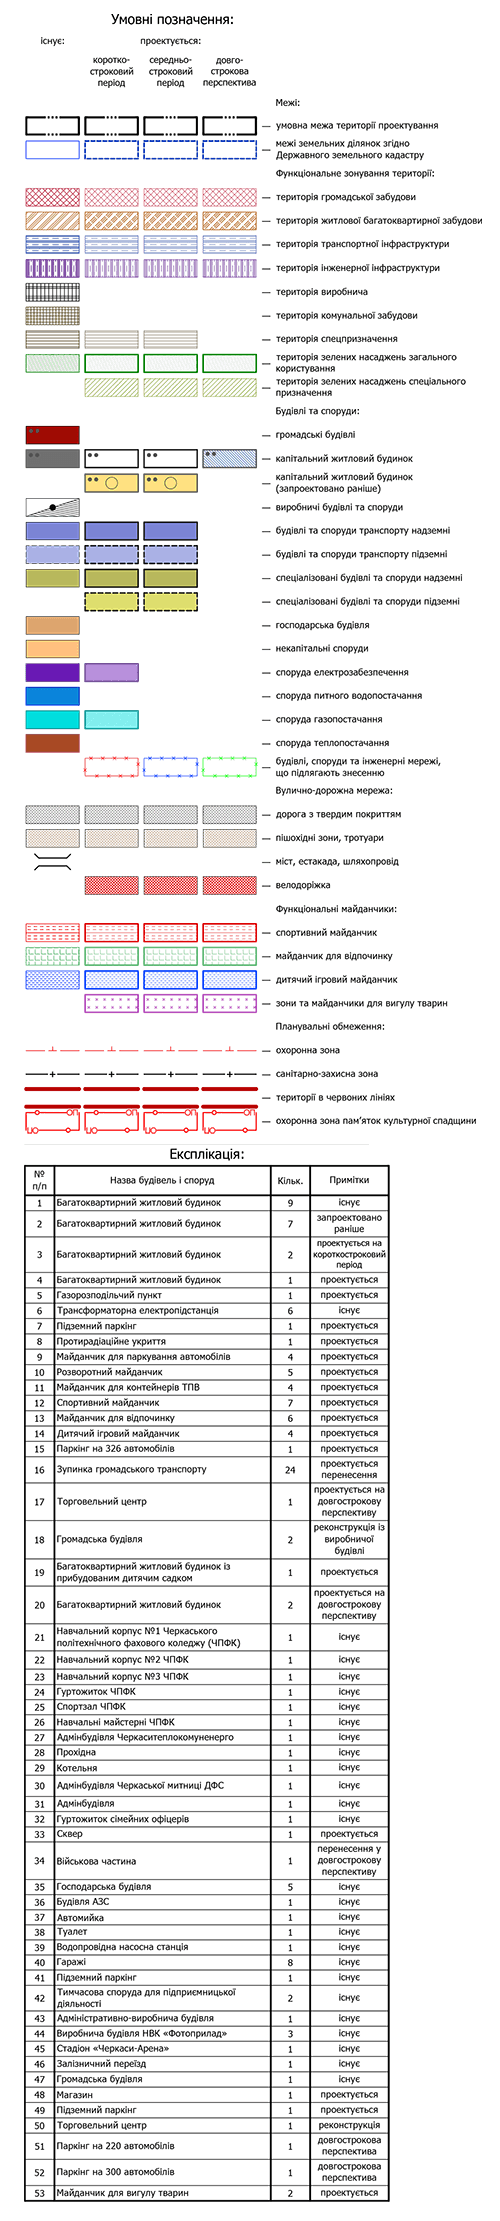 Умовні позначення:
існує:
проектується:
коротко-
строковий
період
середньо-
строковий
період
довго-
строкова
перспектива
Межі:
— умовна межа території проектування
— межі земельних ділянок згідно
Державного земельного кадастру
Функціональне зонування території:
— територія громадської забудови
— територія житлової багатоквартирної забудови
— територія транспортної інфраструктури
— територія інженерної інфраструктури
— територія виробнича
— територія комунальної забудови
— територія спецпризначення
— територія зелених насаджень загального
користування
— територія зелених насаджень спеціального
призначення
Будівлі та споруди:
— громадські будівлі
— капітальний житловий будинок
— капітальний житловий будинок
(запроектовано раніше)
— виробничі будівлі та споруди
— будівлі та споруди транспорту надземні
— будівлі та споруди транспорту підземні
— спеціалізовані будівлі та споруди надземні
— спеціалізовані будівлі та споруди підземні
— господарська будівля
— некапітальні споруди
— споруда електрозабезпечення
— споруда питного водопостачання
— споруда газопостачання
— споруда теплопостачання
— будівлі, споруди та інженерні мережі,
що підлягають знесенню
Вулично-дорожна мережа:
— дорога з твердим покриттям
— пішохідні зони, тротуари
— міст, естакада, шляхопровід
— велодоріжка
Функціональні майданчики:
— спортивний майданчик
— майданчик для відпочинку
— дитячий ігровий майданчик
— зони та майданчики для вигулу тварин
Планувальні обмеження:
— охоронна зона
— санітарно-захисна зона
— території в червоних лініях
— охоронна зона пам'яток культурної спадщини
Експлікація:
№
п/п
Назва будівель і споруд
Кільк.
Примітки
1 Багатоквартирний житловий будинок 9 існує
2 Багатоквартирний житловий будинок 7 запроектовано
раніше
3 Багатоквартирний житловий будинок 2 проектується на
короткостроковий
період
4 Багатоквартирний житловий будинок 1 проектується
5 Газорозподільчий пункт 1 проектується
6 Трансформаторна електропідстанція 6 існує
7 Підземний паркінг 1 проектується
8 Протирадіаційне укриття 1 проектується
9 Майданчик для паркування автомобілів 4 проектується
10 Розворотний майданчик 5 проектується
11 Майданчик для контейнерів ТПВ 4 проектується
12 Спортивний майданчик 7 проектується
13 Майданчик для відпочинку 6 проектується
14 Дитячий ігровий майданчик 4 проектується
15 Паркінг на 326 автомобілів 1 проектується
16 Зупинка громадського транспорту 24 проектується
перенесення
17 Торговельний центр 1 проектується на
довгострокову
перспективу
18 Громадська будівля 2 реконструкція із
виробничої
будівлі
19 Багатоквартирний житловий будинок із
прибудованим дитячим садком 1 проектується
20 Багатоквартирний житловий будинок 2 проектується на
довгострокову
перспективу
21 Навчальний корпус №1 Черкаського
політехнічного фахового коледжу (ЧПФК) 1 існує
22 Навчальний корпус №2 ЧПФК 1 існує
23 Навчальний корпус №3 ЧПФК 1 існує
24 Гуртожиток ЧПФК 1 існує
25 Спортзал ЧПФК 1 існує
26 Навчальні майстерні ЧПФК 1 існує
27 Адмінбудівля Черкаситеплокомуненерго 1 існує
28 Прохідна 1 існує
29 Котельня 1 існує
30 Адмінбудівля Черкаської митниці ДФС 1 існує
31 Адмінбудівля 1 існує
32 Гуртожиток сімейних офіцерів 1 існує
33 Сквер 1 проектується
34 Військова частина 1 перенесення у
довгострокову
перспективу
35 Господарська будівля 5 існує
36 Будівля АЗС 1 існує
37 Автомийка 1 існує
38 Туалет 1 існує
39 Водопровідна насосна станція 1 існує
40 Гаражі 8 існує
41 Підземний паркінг 1 існує
42 Тимчасова споруда для підприємницької
діяльності 2 існує
43 Адміністративно-виробнича будівля 1 існує
44 Виробнича будівля НВК «Фотоприлад» 3 існує
45 Стадіон «Черкаси-Арена» 1 існує
46 Залізничний переїзд 1 існує
47 Громадська будівля 1 існує
48 Магазин 1 проектується
49 Підземний паркінг 1 проектується
50 Торговельний центр 1 реконструкція
51 Паркінг на 220 автомобілів 1 довгострокова
перспектива
52 Паркінг на 300 автомобілів 1 довгострокова
перспектива
53 Майданчик для вигулу тварин 2 проектується